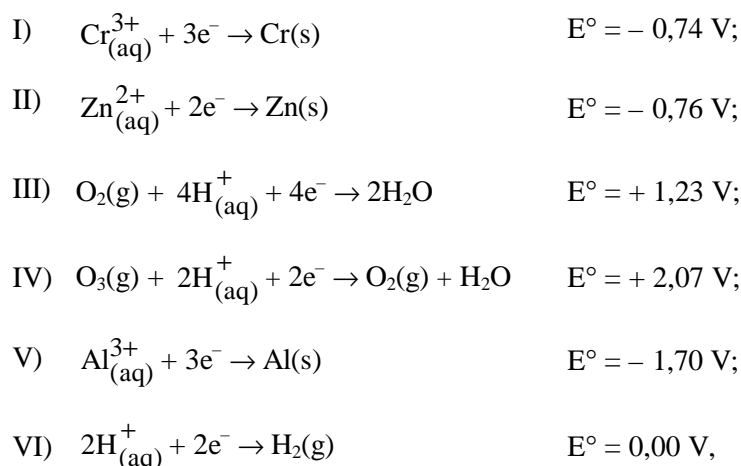 I) Cr³⁺(aq) + 3e⁻ → Cr(s) E° = – 0,74 V;
II) Zn²⁺(aq) + 2e⁻ → Zn(s) E° = – 0,76 V;
III) O₂(g) + 4H⁺(aq) + 4e⁻ → 2H₂O E° = + 1,23 V;
IV) O₃(g) + 2H⁺(aq) + 2e⁻ → O₂(g) + H₂O E° = + 2,07 V;
V) Al³⁺(aq) + 3e⁻ → Al(s) E° = – 1,70 V;
VI) 2H⁺(aq) + 2e⁻ → H₂(g) E° = 0,00 V,